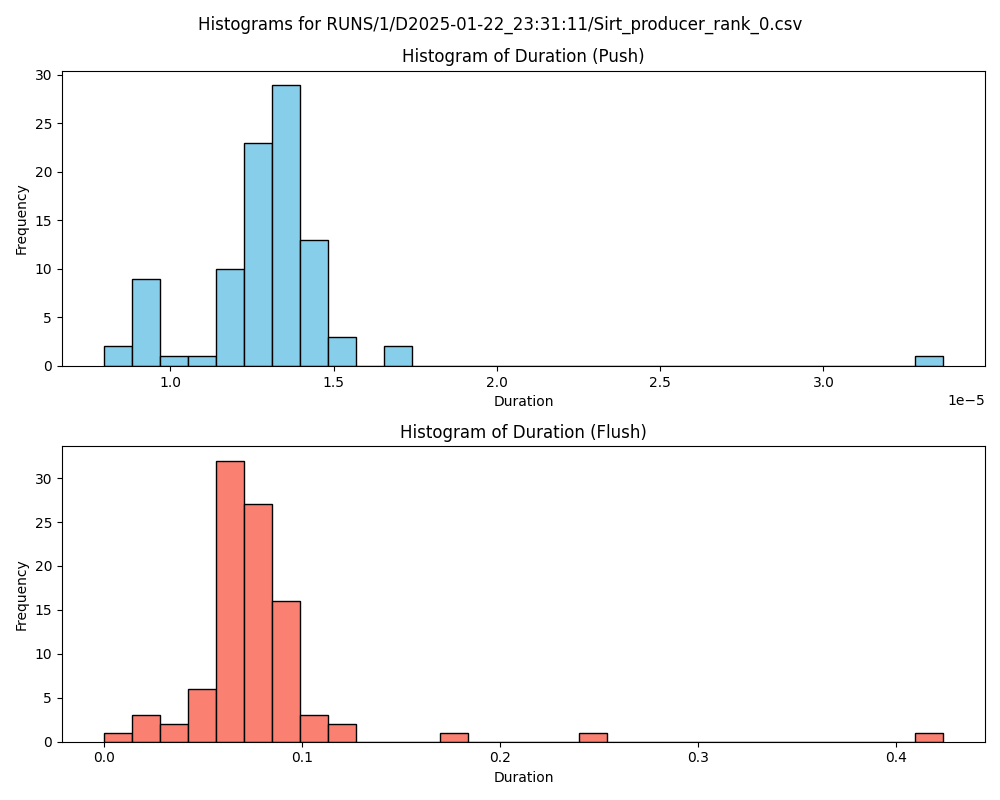 Histograms for RUNS/1/D2025-01-22_23:31:11/Sirt_producer_rank_0.csv
Histogram of Duration (Push)
30
25
20
15
10
5
0
Frequency
1.0 1.5 2.0 2.5 3.0
1e−5
Duration
Histogram of Duration (Flush)
30
25
20
15
10
5
0
Frequency
0.0 0.1 0.2 0.3 0.4
Duration